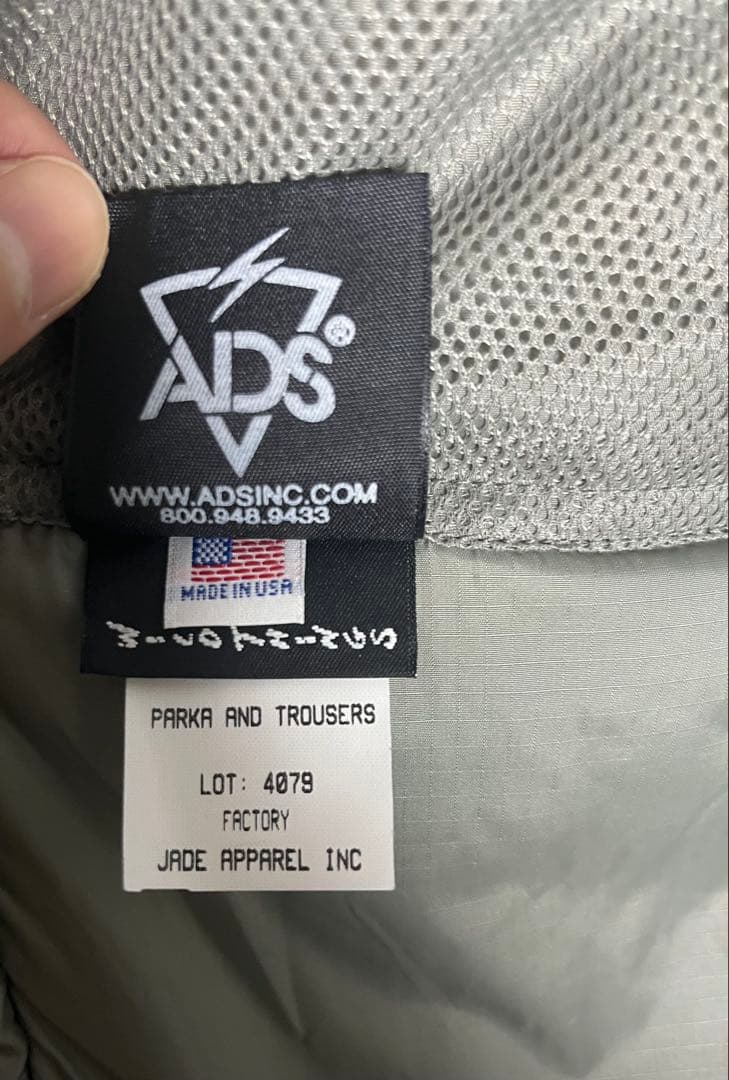 ADS®
WWW.ADSINC.COM
800.948.9433
MADE IN USA
PARKA AND TROUSERS
LOT: 4079
FACTORY
JADE APPAREL INC